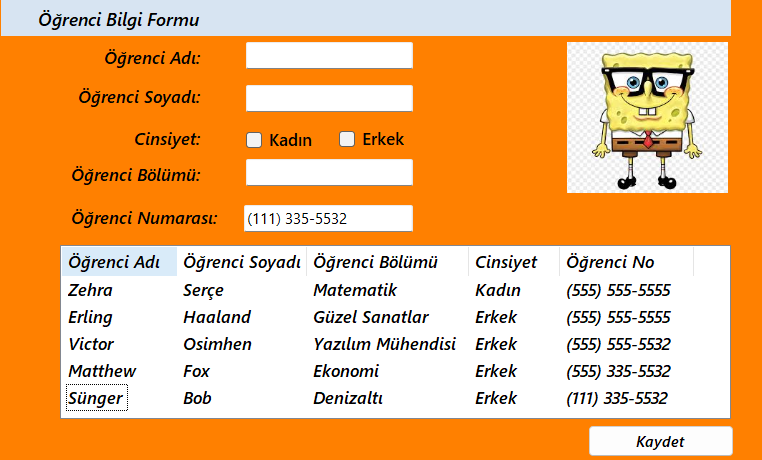 Öğrenci Bilgi Formu
Öğrenci Adı:
Öğrenci Soyadı:
Cinsiyet: Kadın Erkek
Öğrenci Bölümü:
Öğrenci Numarası: (111) 335-5532
Öğrenci Adı Öğrenci Soyadı Öğrenci Bölümü Cinsiyet Öğrenci No
Zehra Serçe Matematik Kadın (555) 555-5555
Erling Haaland Güzel Sanatlar Erkek (555) 555-5555
Victor Osimhen Yazılım Mühendisi Erkek (555) 555-5532
Matthew Fox Ekonomi Erkek (555) 335-5532
Sünger Bob Denizaltı Erkek (111) 335-5532
Kaydet